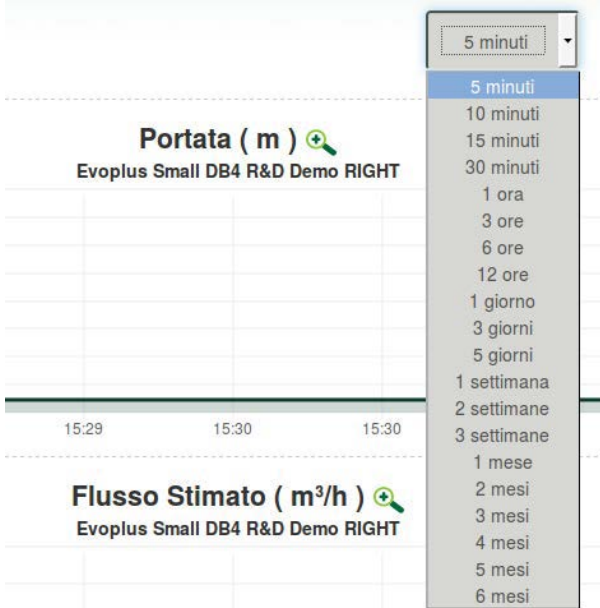 5 minuti
5 minuti
10 minuti
15 minuti
30 minuti
1 ora
3 ore
6 ore
12 ore
1 giorno
3 giorni
5 giorni
1 settimana
2 settimane
3 settimane
1 mese
2 mesi
3 mesi
4 mesi
5 mesi
6 mesi
Portata ( m )
Evoplus Small DB4 R&D Demo RIGHT
15:29 15:30 15:30
Flusso Stimato ( m³/h )
Evoplus Small DB4 R&D Demo RIGHT